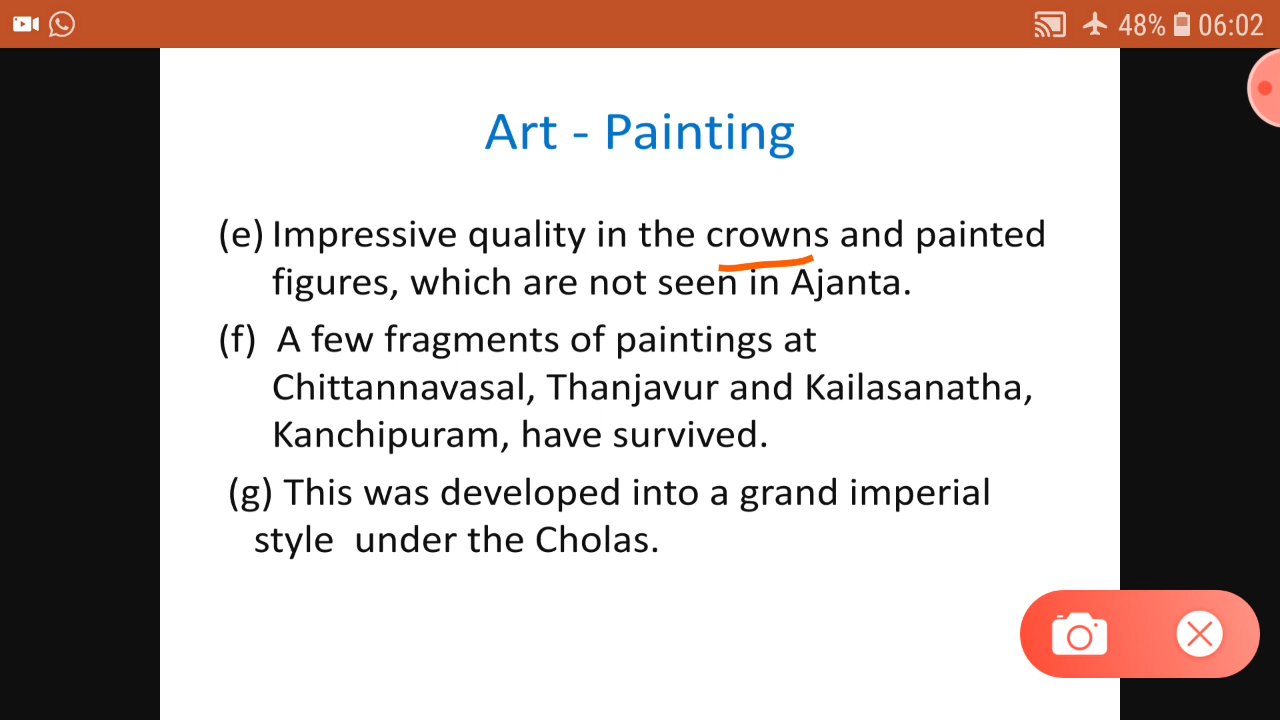 48% 06:02
Art - Painting
(e) Impressive quality in the crowns and painted
figures, which are not seen in Ajanta.
(f) A few fragments of paintings at
Chittannavasal, Thanjavur and Kailasanatha,
Kanchipuram, have survived.
(g) This was developed into a grand imperial
style under the Cholas.